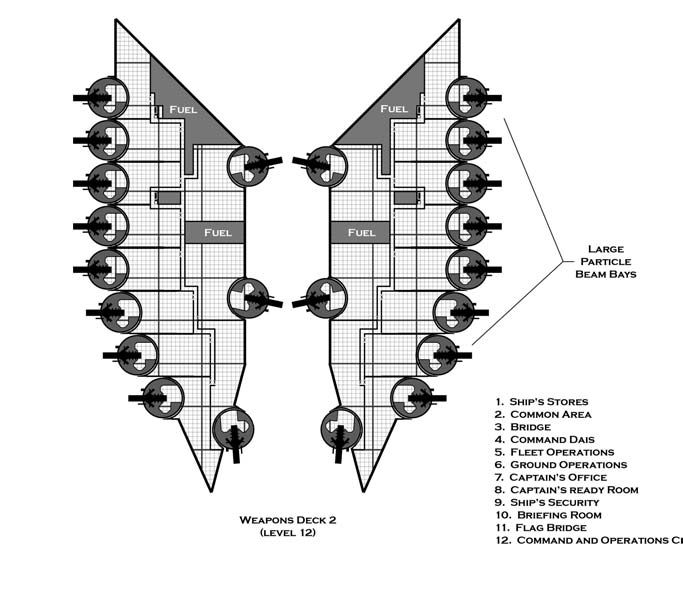 Fuel
Fuel
Fuel
Fuel
Large
Particle
Beam Bays
1. Ship's Stores
2. Common Area
3. Bridge
4. Command Dais
5. Fleet Operations
6. Ground Operations
7. Captain's Office
8. Captain's ready Room
9. Ship's Security
10. Briefing Room
11. Flag Bridge
12. Command and Operations
Weapons Deck 2
(level 12)